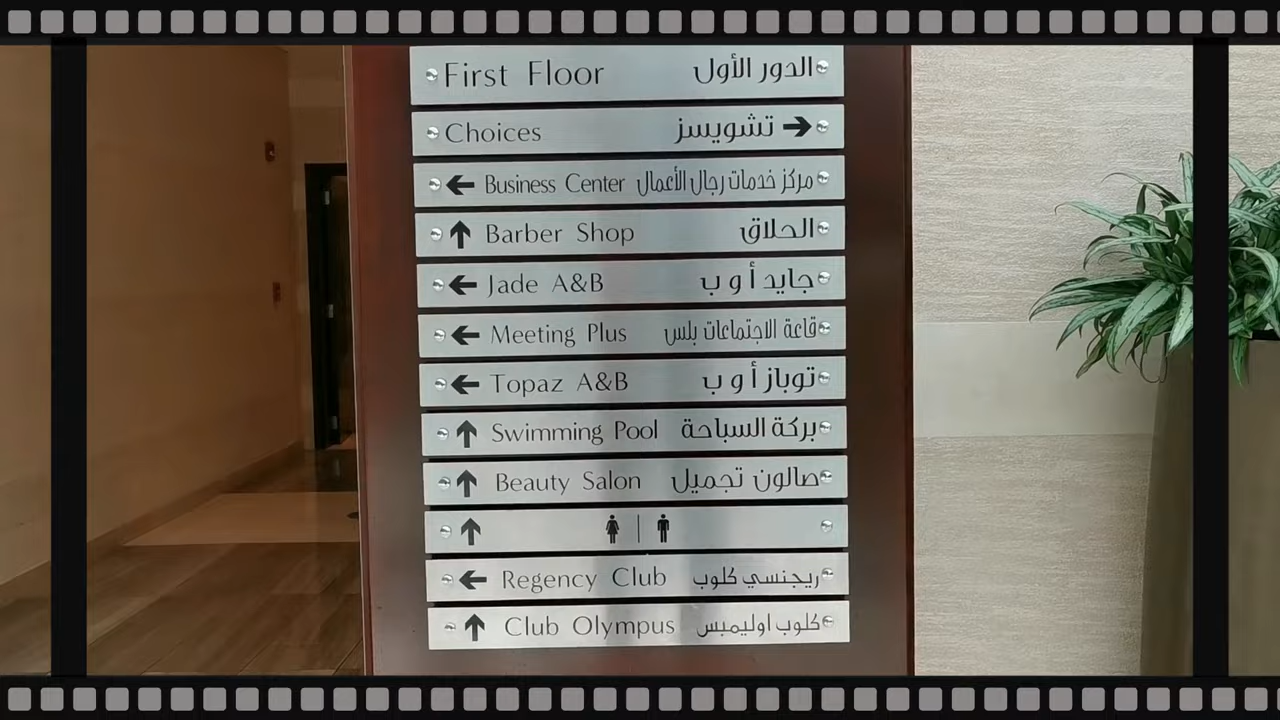 First Floor الدور الأول
Choices تشويسز →
← Business Center مركز خدمات رجال الأعمال
↑ Barber Shop الحلاق
← Jade A&B جايد أ و ب
← Meeting Plus قاعة الاجتماعات بلس
← Topaz A&B توباز أ و ب
↑ Swimming Pool بركة السباحة
↑ Beauty Salon صالون تجميل
↑
← Regency Club ريجنسي كلوب
↑ Club Olympus كلوب اوليمبس